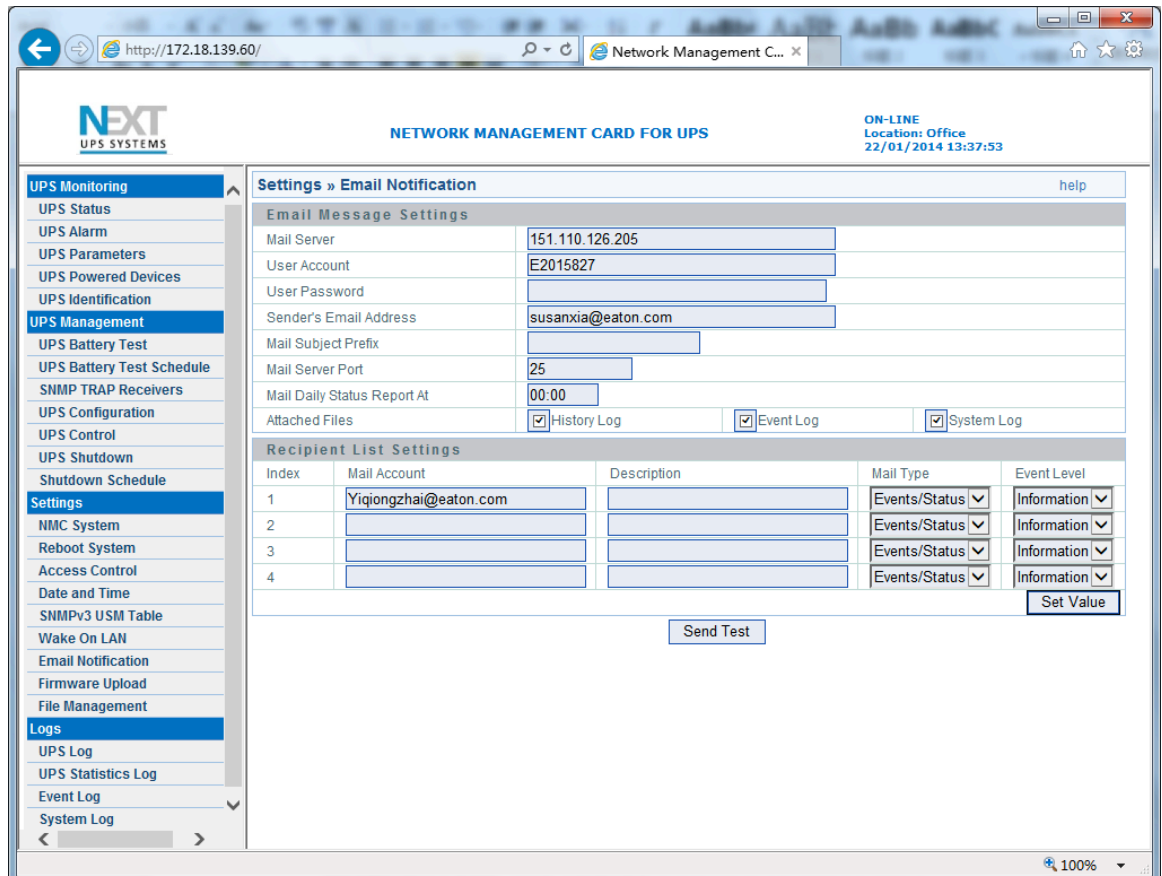 http://172.18.139.60/
Network Management C...
NEXT
UPS SYSTEMS
NETWORK MANAGEMENT CARD FOR UPS
ON-LINE
Location: Office
22/01/2014 13:37:53
UPS Monitoring
UPS Status
UPS Alarm
UPS Parameters
UPS Powered Devices
UPS Identification
UPS Management
UPS Battery Test
UPS Battery Test Schedule
SNMP TRAP Receivers
UPS Configuration
UPS Control
UPS Shutdown
Shutdown Schedule
Settings
NMC System
Reboot System
Access Control
Date and Time
SNMPv3 USM Table
Wake On LAN
Email Notification
Firmware Upload
File Management
Logs
UPS Log
UPS Statistics Log
Event Log
System Log
Settings » Email Notification help
Email Message Settings
Mail Server 151.110.126.205
User Account E2015827
User Password
Sender's Email Address susanxia@eaton.com
Mail Subject Prefix
Mail Server Port 25
Mail Daily Status Report At 00:00
Attached Files History Log Event Log System Log
Recipient List Settings
Index Mail Account Description Mail Type Event Level
1 Yiqiongzhai@eaton.com Events/Status Information
2 Events/Status Information
3 Events/Status Information
4 Events/Status Information
Set Value
Send Test
100%